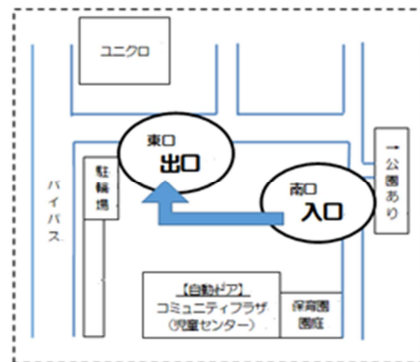 ユニクロ
東口
出口
駐輪場
バイパス
南口
入口
→公園あり
【自動ドア】
コミュニティプラザ
(児童センター)
保育園
園庭